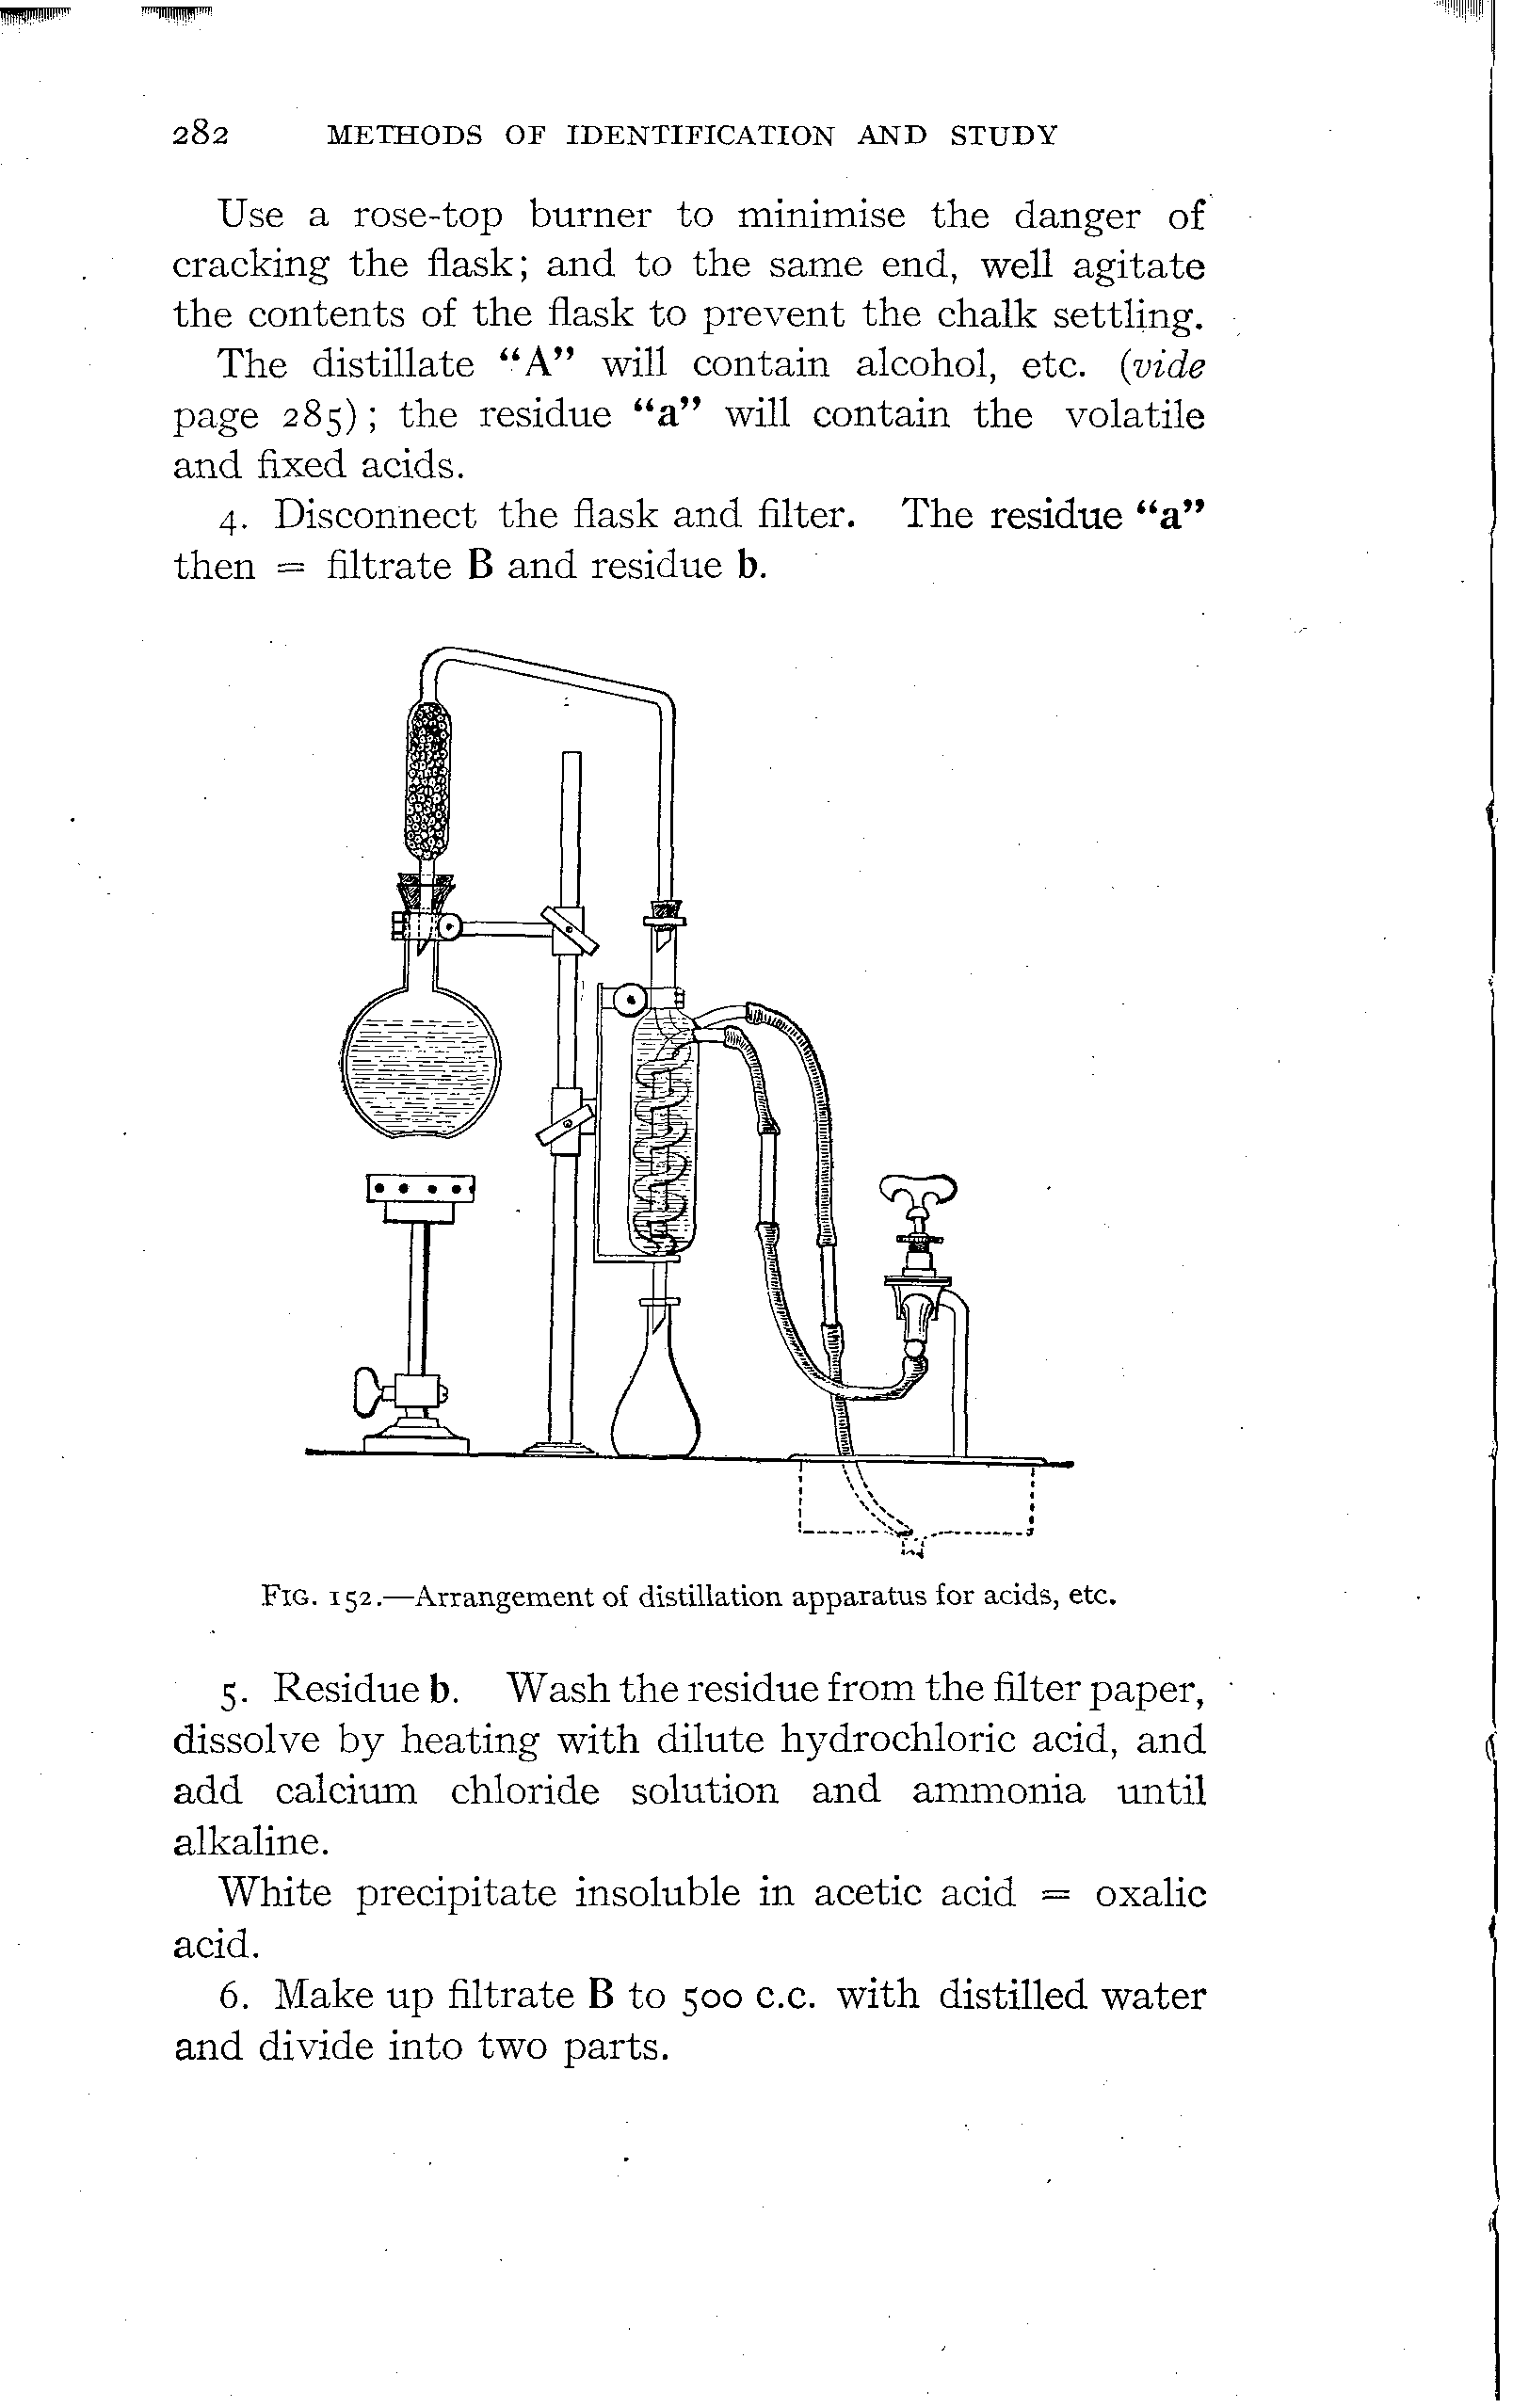 282 METHODS OF IDENTIFICATION AND STUDY
Use a rose-top burner to minimise the danger of
cracking the flask; and to the same end, well agitate
the contents of the flask to prevent the chalk settling.
The distillate “A” will contain alcohol, etc. (vide
page 285); the residue “a” will contain the volatile
and fixed acids.
4. Disconnect the flask and filter. The residue “a”
then = filtrate B and residue b.
FIG. 152.—Arrangement of distillation apparatus for acids, etc.
5. Residue b. Wash the residue from the filter paper,
dissolve by heating with dilute hydrochloric acid, and
add calcium chloride solution and ammonia until
alkaline.
White precipitate insoluble in acetic acid = oxalic
acid.
6. Make up filtrate B to 500 c.c. with distilled water
and divide into two parts.